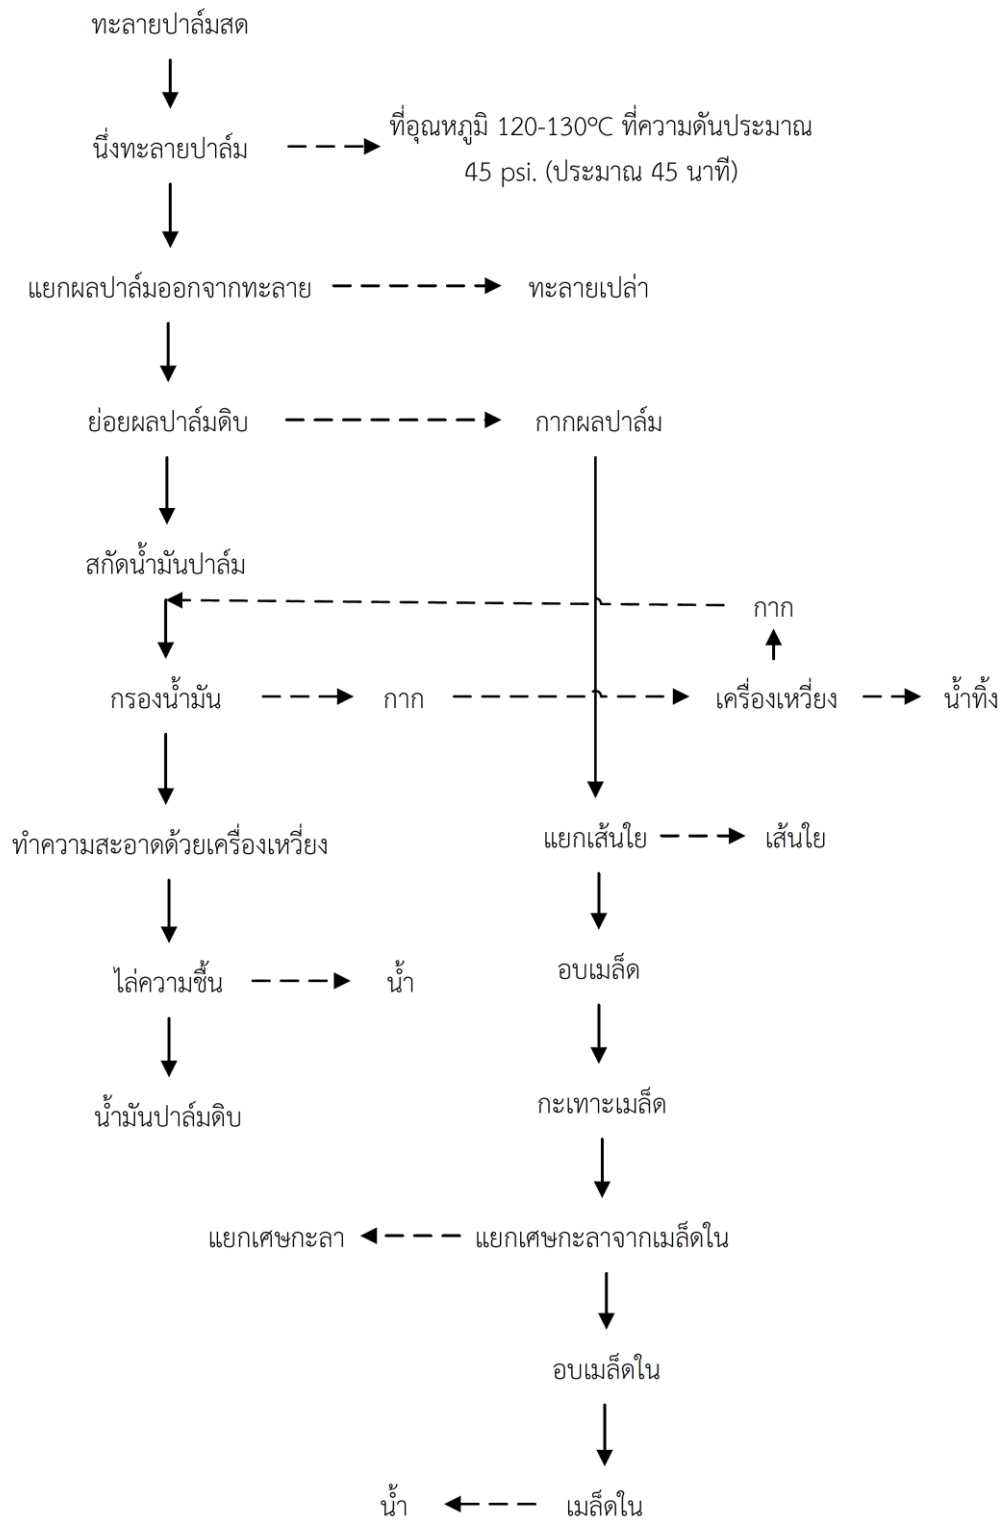 ทะลายปาล์มสด
นึ่งทะลายปาล์ม
ที่อุณหภูมิ 120-130°C ที่ความดันประมาณ
45 psi. (ประมาณ 45 นาที)
แยกผลปาล์มออกจากทะลาย
ทะลายเปล่า
ย่อยผลปาล์มดิบ
กากผลปาล์ม
สกัดน้ำมันปาล์ม
กาก
กรองน้ำมัน
กาก
เครื่องเหวี่ยง
น้ำทิ้ง
ทำความสะอาดด้วยเครื่องเหวี่ยง
แยกเส้นใย
เส้นใย
ไล่ความชื้น
น้ำ
อบเมล็ด
น้ำมันปาล์มดิบ
กะเทาะเมล็ด
แยกเศษกะลา
แยกเศษกะลาจากเมล็ดใน
อบเมล็ดใน
น้ำ
เมล็ดใน